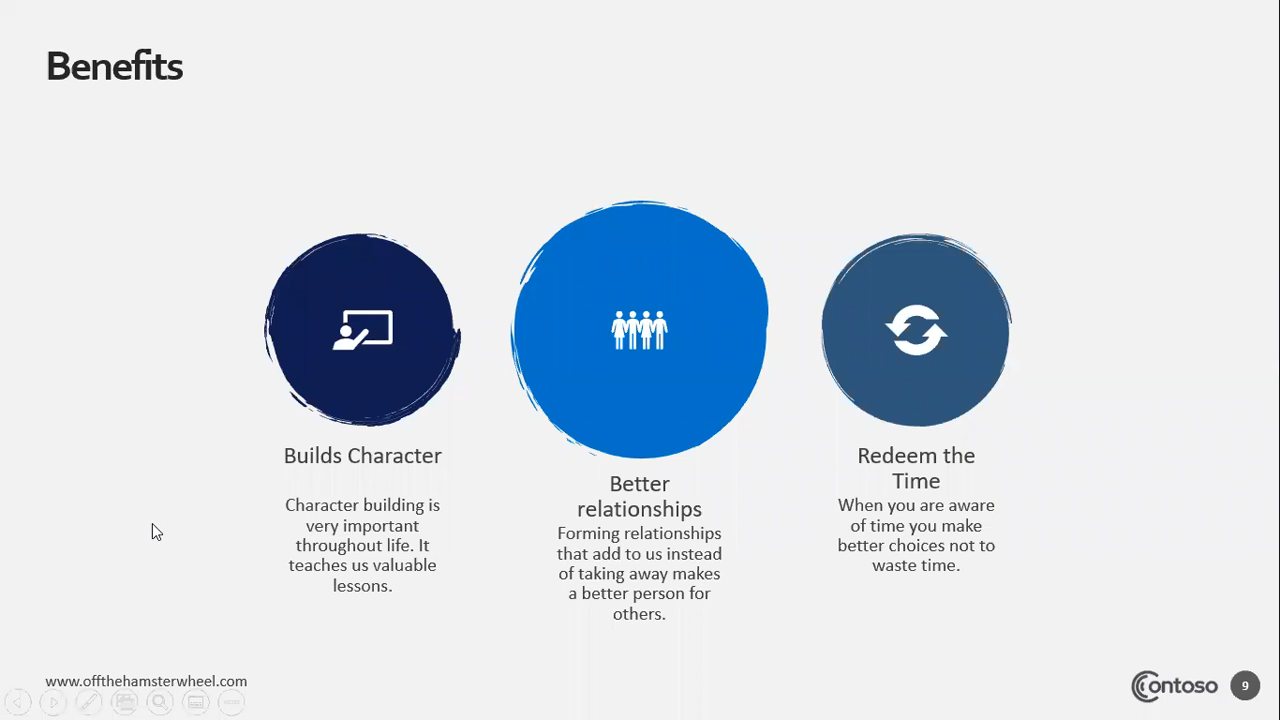 Benefits
Builds Character
Character building is
very important
throughout life. It
teaches us valuable
lessons.
Better
relationships
Forming relationships
that add to us instead
of taking away makes
a better person for
others.
Redeem the
Time
When you are aware
of time you make
better choices not to
waste time.
www.offthehamsterwheel.com
Contoso
9